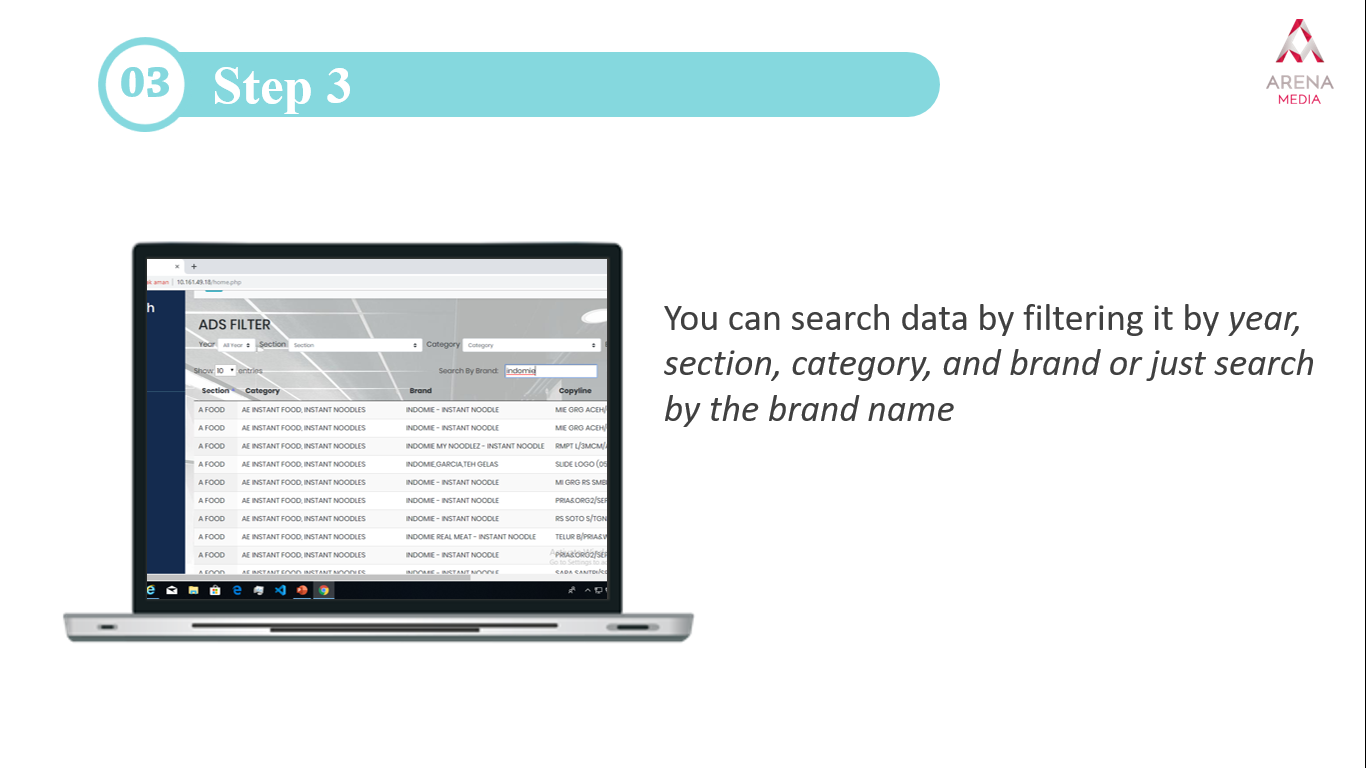 03 Step 3
ARENA
MEDIA
You can search data by filtering it by year,
section, category, and brand or just search
by the brand name
× +
ak aman | 10.161.49.18/home.php
h
ADS FILTER
Year All Year Section Section Category Category
Show 10 entries Search By Brand: indomie
Section Category Brand Copyline
A FOOD AE INSTANT FOOD, INSTANT NOODLES INDOMIE - INSTANT NOODLE MIE GRG ACEH/
A FOOD AE INSTANT FOOD, INSTANT NOODLES INDOMIE - INSTANT NOODLE MIE GRG ACEH/
A FOOD AE INSTANT FOOD, INSTANT NOODLES INDOMIE MY NOODLEZ - INSTANT NOODLE RMPT L/3MCM/
A FOOD AE INSTANT FOOD, INSTANT NOODLES INDOMIE,GARCIA,TEH GELAS SLIDE LOGO (05
A FOOD AE INSTANT FOOD, INSTANT NOODLES INDOMIE - INSTANT NOODLE MI GRG RS SMB
A FOOD AE INSTANT FOOD, INSTANT NOODLES INDOMIE - INSTANT NOODLE PRIA&ORG2/SE
A FOOD AE INSTANT FOOD, INSTANT NOODLES INDOMIE - INSTANT NOODLE RS SOTO S/TGN
A FOOD AE INSTANT FOOD, INSTANT NOODLES INDOMIE REAL MEAT - INSTANT NOODLE TELUR B/PRIA&
A FOOD AE INSTANT FOOD, INSTANT NOODLES INDOMIE - INSTANT NOODLE PRIA&ORG2/SE
A FOOD AE INSTANT FOOD, INSTANT NOODLES INDOMIE - INSTANT NOODLE